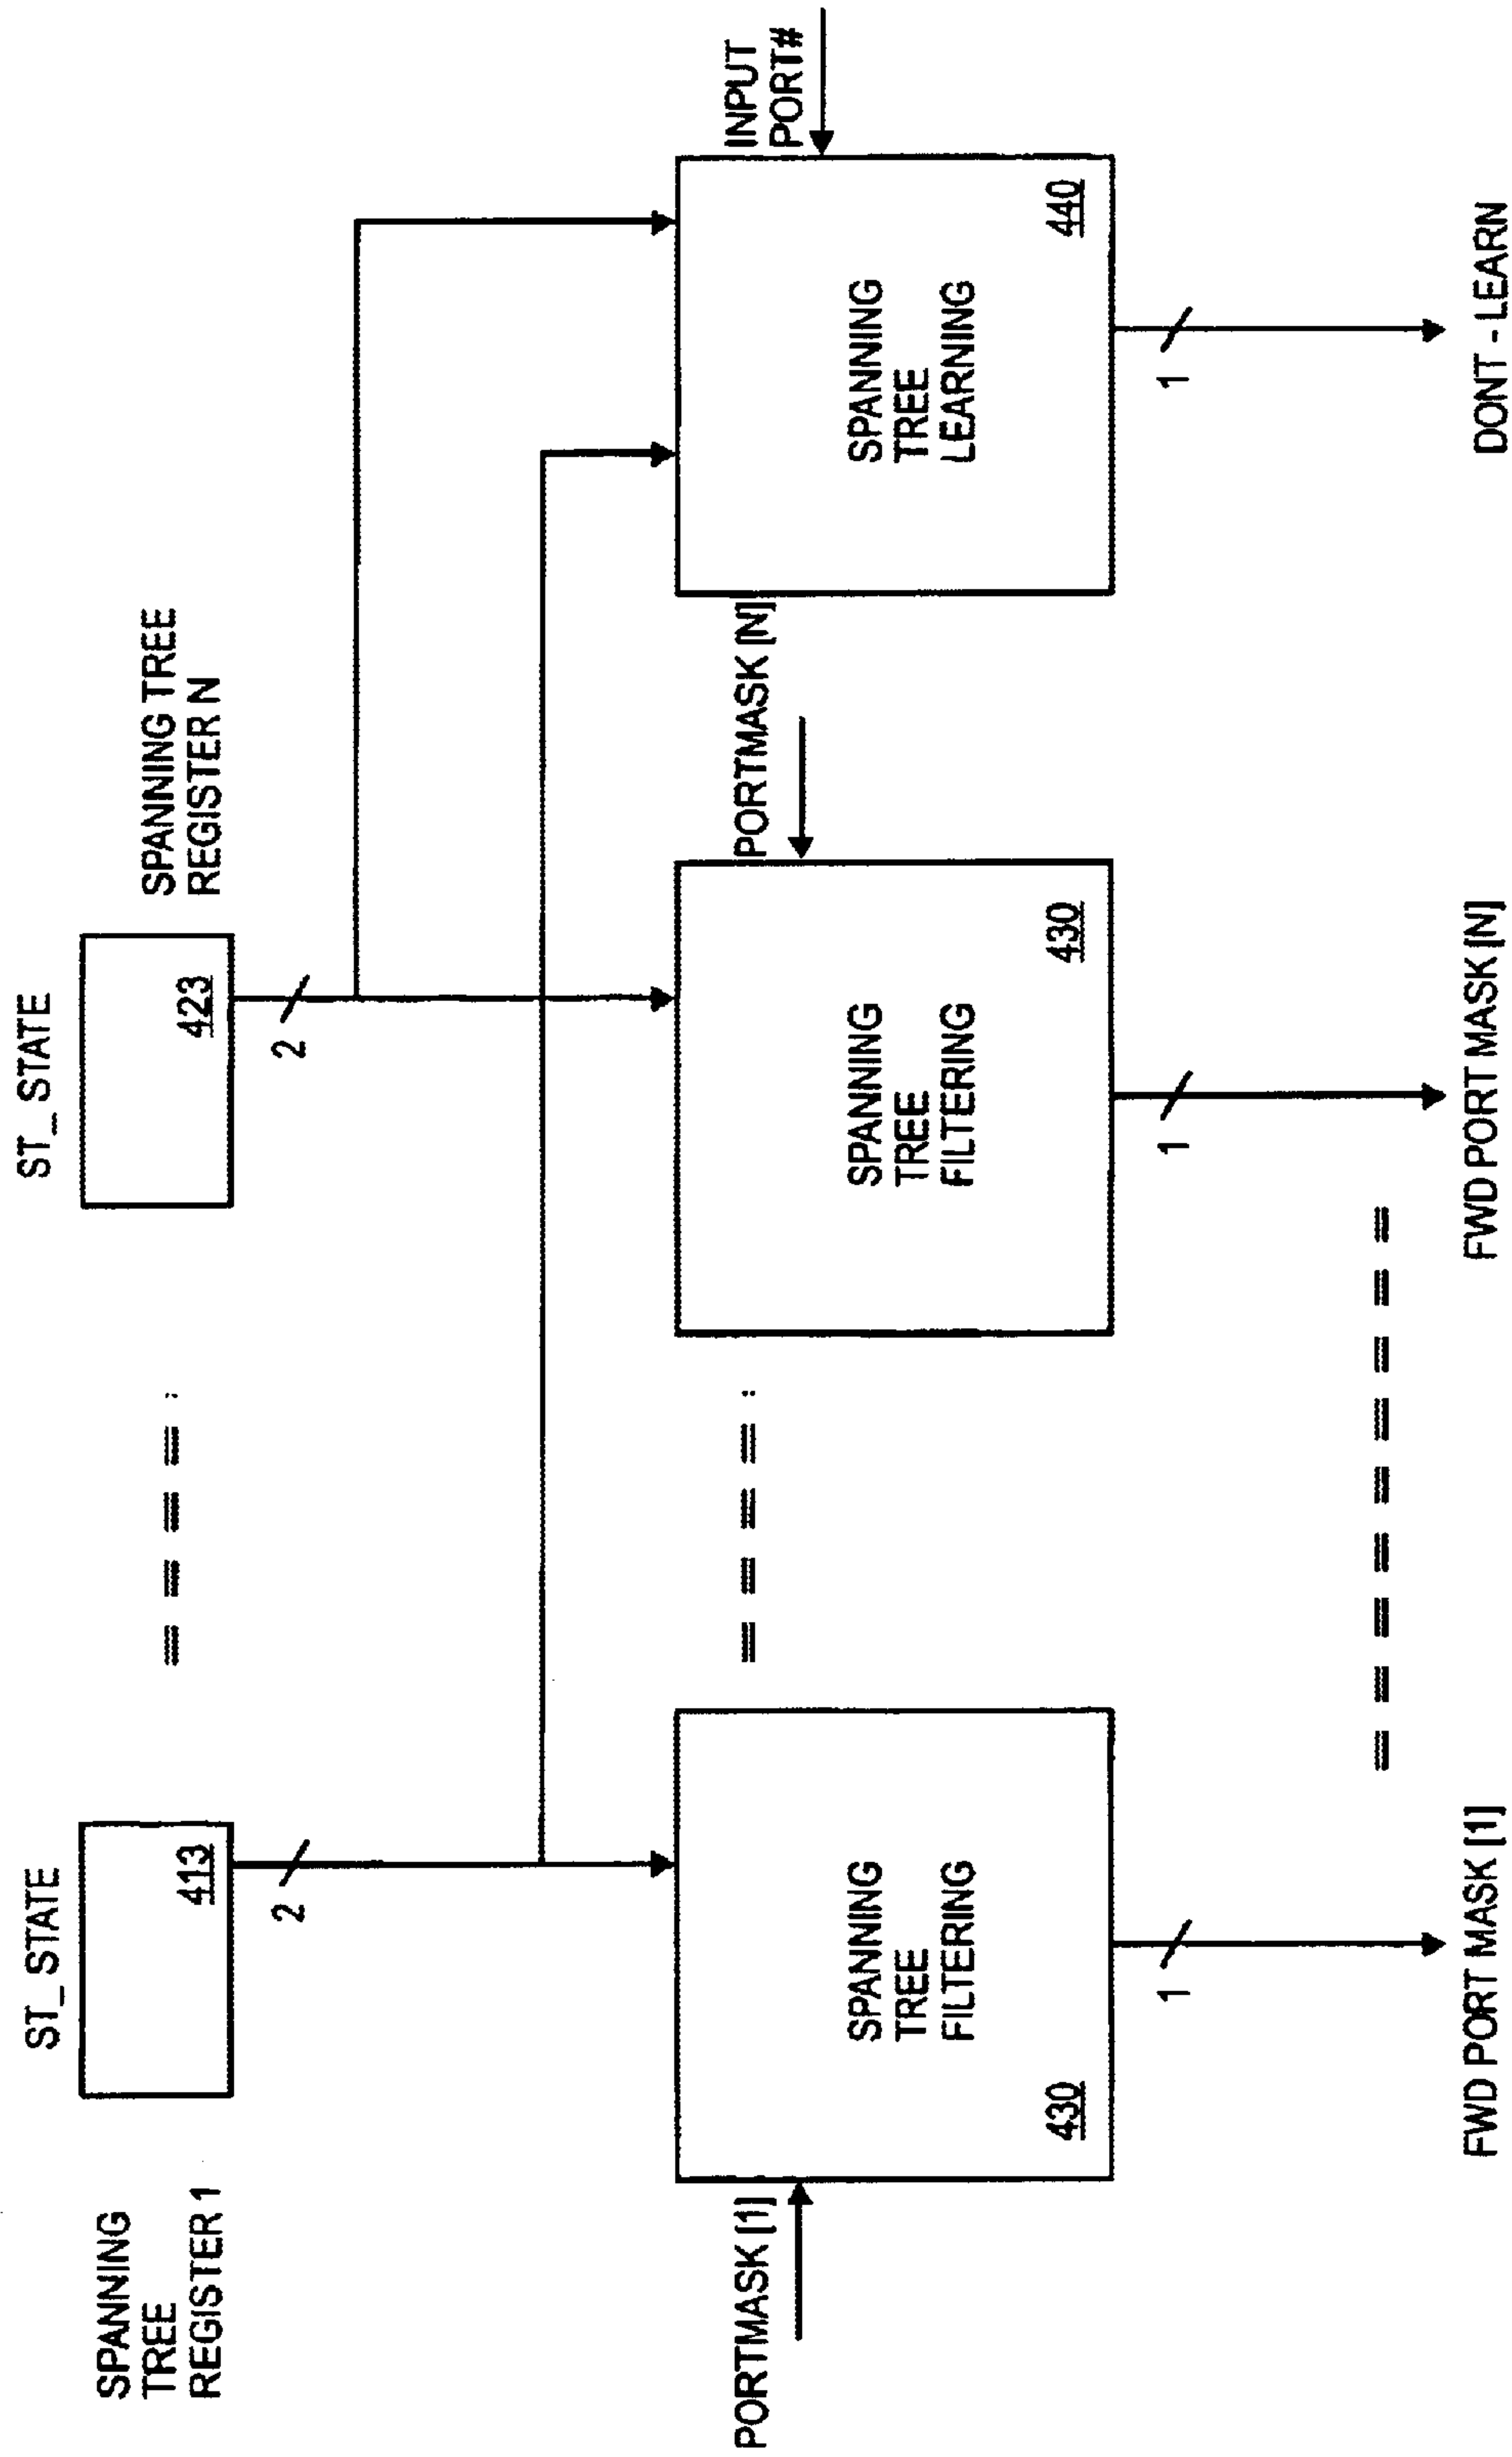 ST_STATE
ST_STATE
SPANNING
TREE
REGISTER 1
413
SPANNING TREE
REGISTER N
423
2
2
PORTMASK [1]
SPANNING
TREE
FILTERING
430
SPANNING
TREE
FILTERING
430
PORTMASK [N]
SPANNING
TREE
LEARNING
440
INPUT
PORT#
1
1
1
FWD PORT MASK [1]
FWD PORT MASK [N]
DONT - LEARN